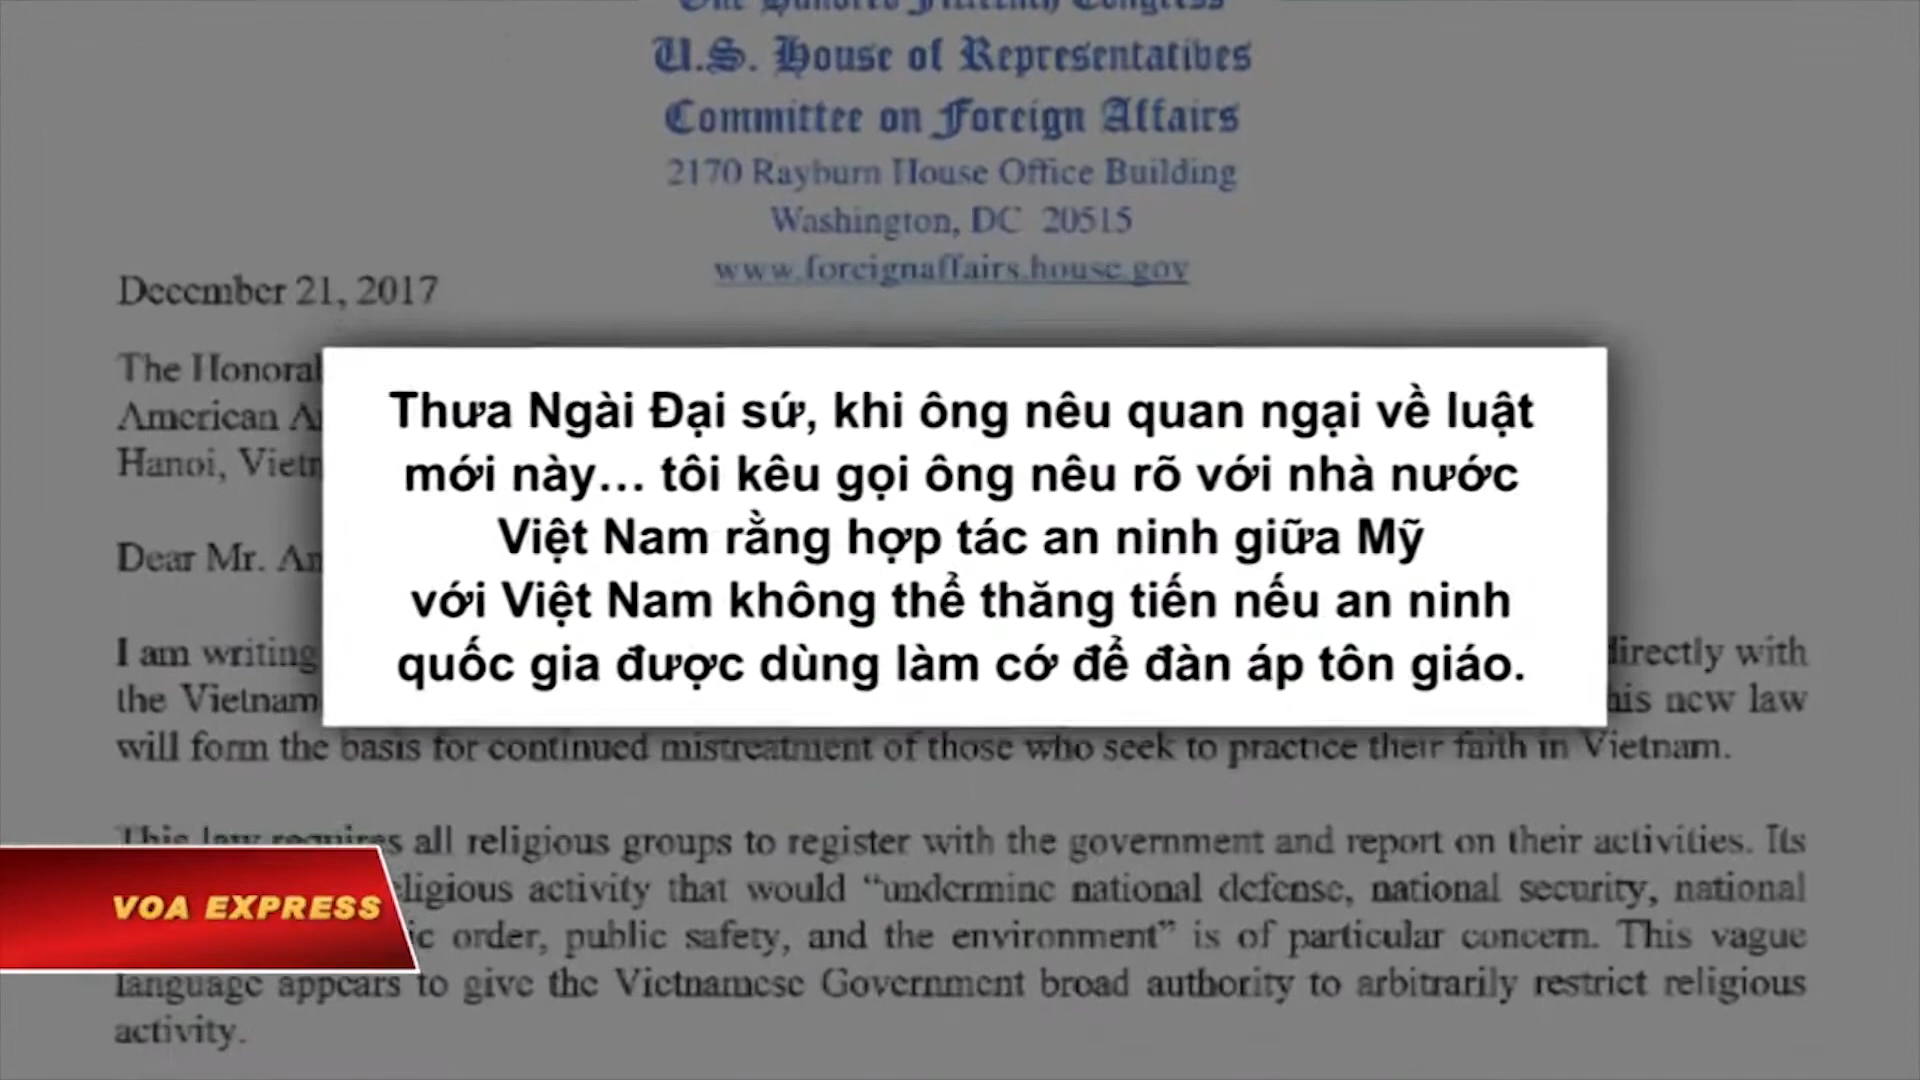 One Hundred Fifteenth Congress
U.S. House of Representatives
Committee on Foreign Affairs
2170 Rayburn House Office Building
Washington, DC 20515
www.foreignaffairs.house.gov
December 21, 2017
The Honoral
American A
Hanoi, Vietn
Dear Mr. Am
Thưa Ngài Đại sứ, khi ông nêu quan ngại về luật
mới này... tôi kêu gọi ông nêu rõ với nhà nước
Việt Nam rằng hợp tác an ninh giữa Mỹ
với Việt Nam không thể thăng tiến nếu an ninh
quốc gia được dùng làm cớ để đàn áp tôn giáo.
I am writing directly with
the Vietnam his new law
will form the basis for continued mistreatment of those who seek to practice their faith in Vietnam.
This law requires all religious groups to register with the government and report on their activities. Its
eligious activity that would “undermine national defense, national security, national
ic order, public safety, and the environment” is of particular concern. This vague
language appears to give the Vietnamese Government broad authority to arbitrarily restrict religious
activity.
VOA EXPRESS